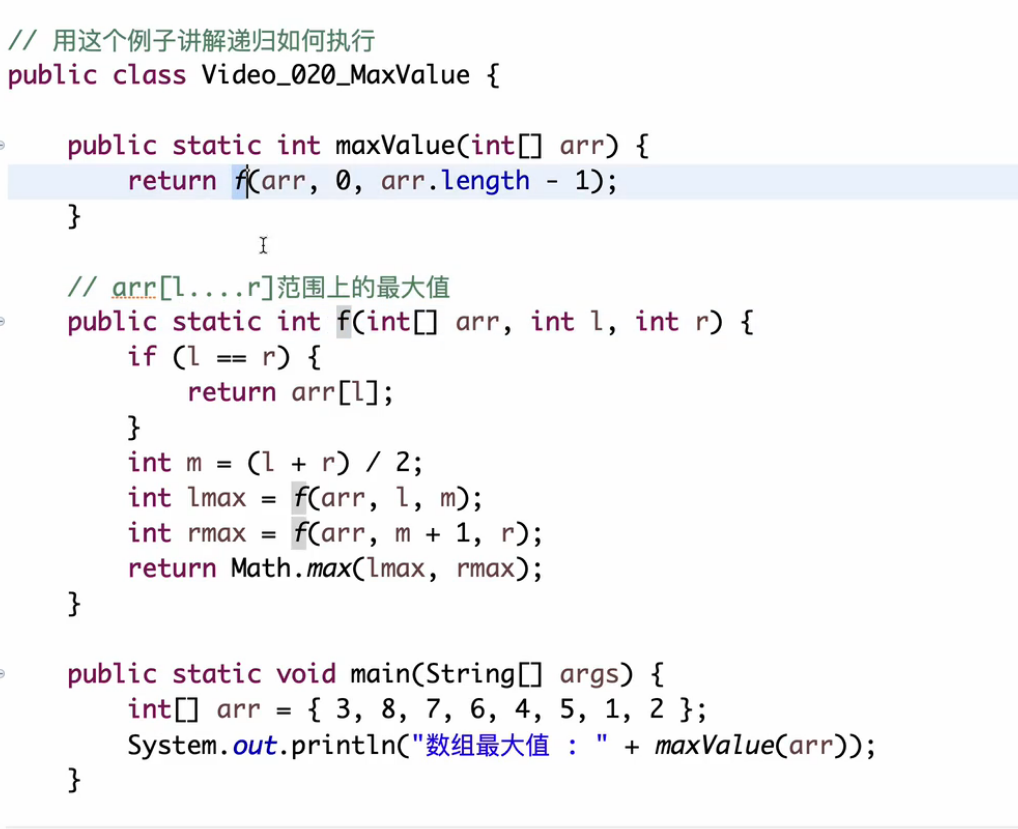 // 用这个例子讲解递归如何执行
public class Video_020_MaxValue {
public static int maxValue(int[] arr) {
return f(arr, 0, arr.length - 1);
}
// arr[l....r]范围上的最大值
public static int f(int[] arr, int l, int r) {
if (l == r) {
return arr[l];
}
int m = (l + r) / 2;
int lmax = f(arr, l, m);
int rmax = f(arr, m + 1, r);
return Math.max(lmax, rmax);
}
public static void main(String[] args) {
int[] arr = { 3, 8, 7, 6, 4, 5, 1, 2 };
System.out.println("数组最大值 : " + maxValue(arr));
}